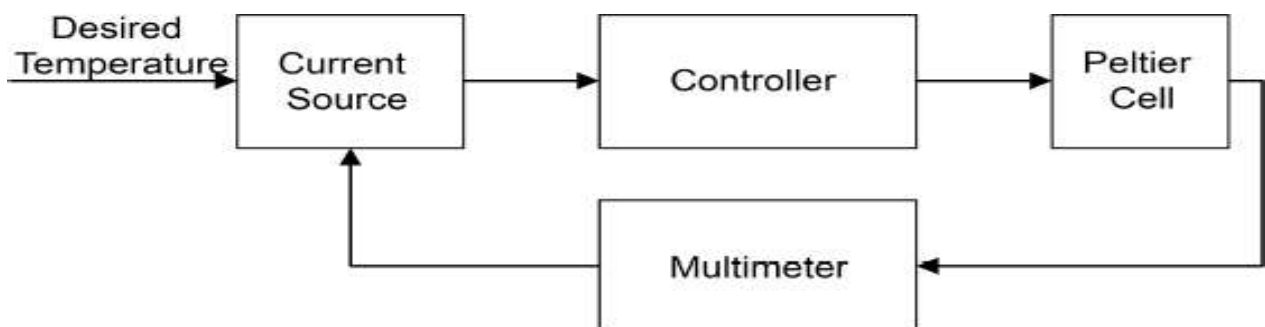 Desired
Temperature
Current
Source
Controller
Peltier
Cell
Multimeter